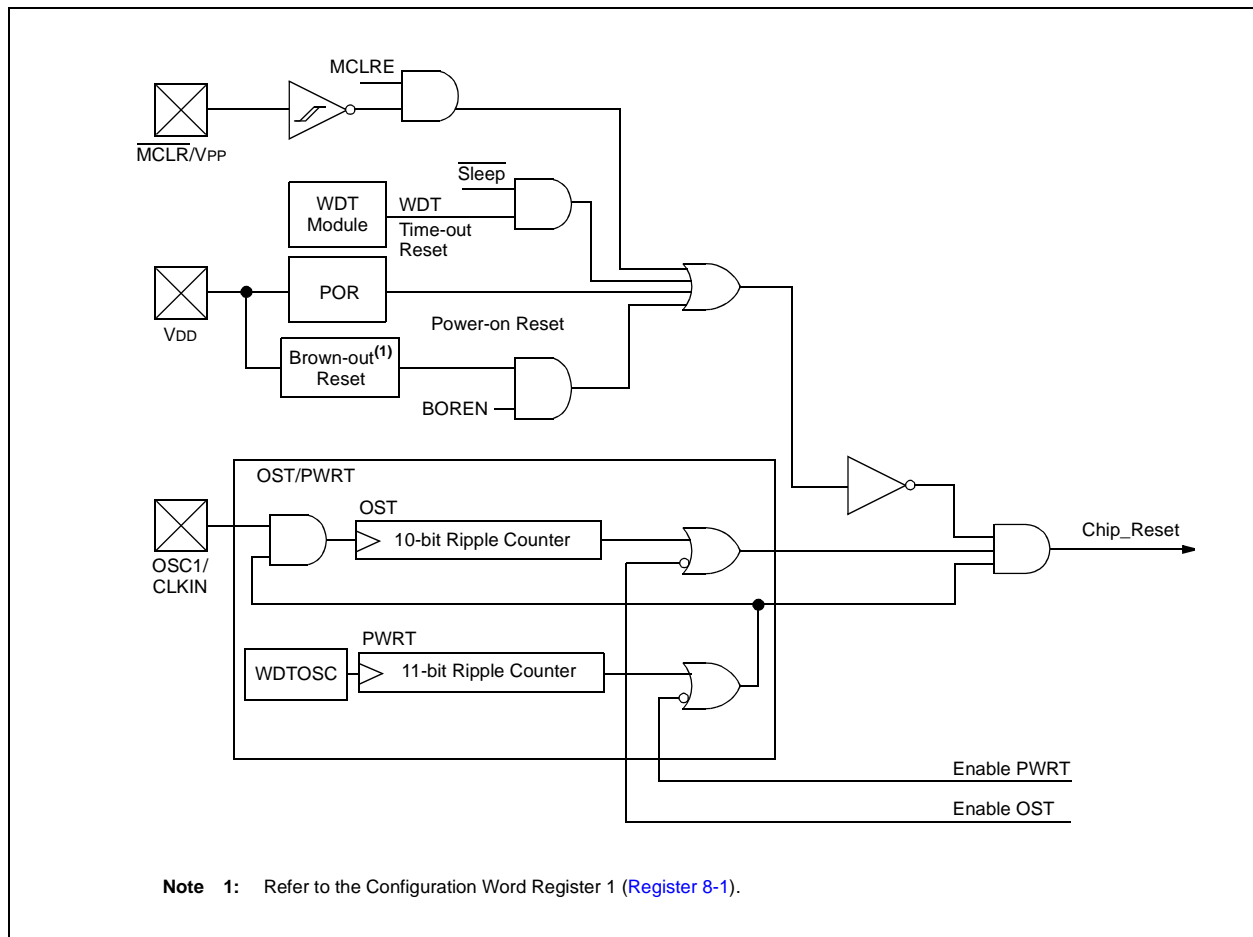 MCLRE
MCLR/VPP
Sleep
WDT
Module
WDT
Time-out
Reset
POR
VDD
Power-on Reset
Brown-out(1)
Reset
BOREN
OST/PWRT
OST
10-bit Ripple Counter
Chip_Reset
OSC1/
CLKIN
PWRT
WDTOSC
11-bit Ripple Counter
Enable PWRT
Enable OST
Note 1: Refer to the Configuration Word Register 1 (Register 8-1).